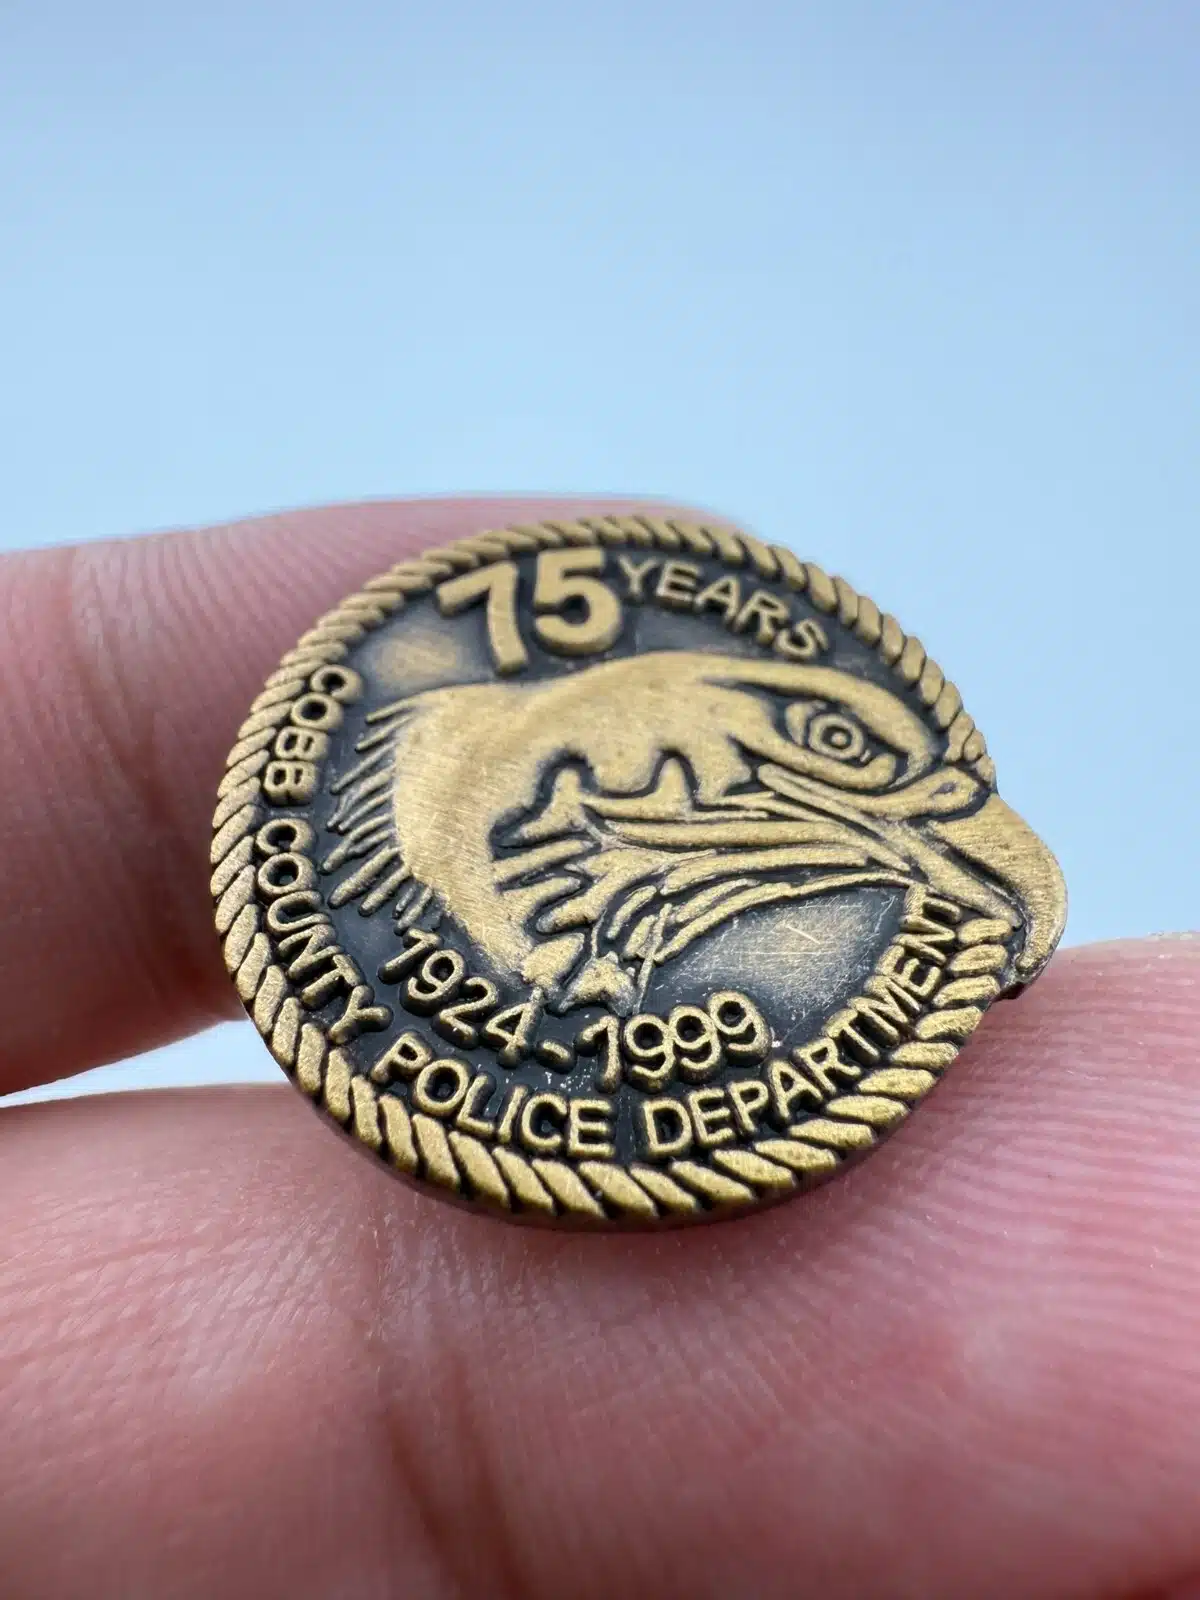 75 YEARS
1924-1999
COBB COUNTY POLICE DEPARTMENT